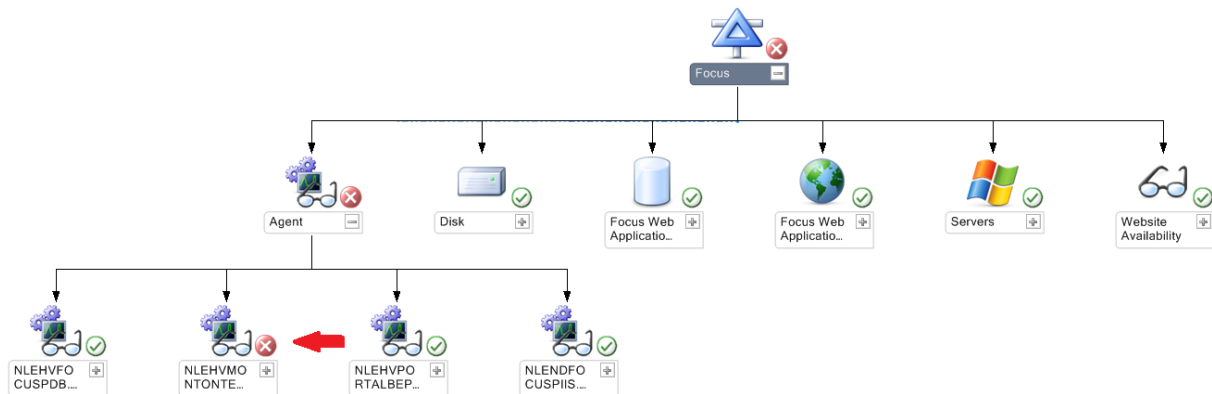 Focus
Agent
Disk
Focus Web
Applicatio...
Focus Web
Applicatio...
Servers
Website
Availability
NLEHVFO
CUSPDB....
NLEHVMO
NTONTE...
NLEHVPO
RTALBEP...
NLENDFO
CUSPIIS....